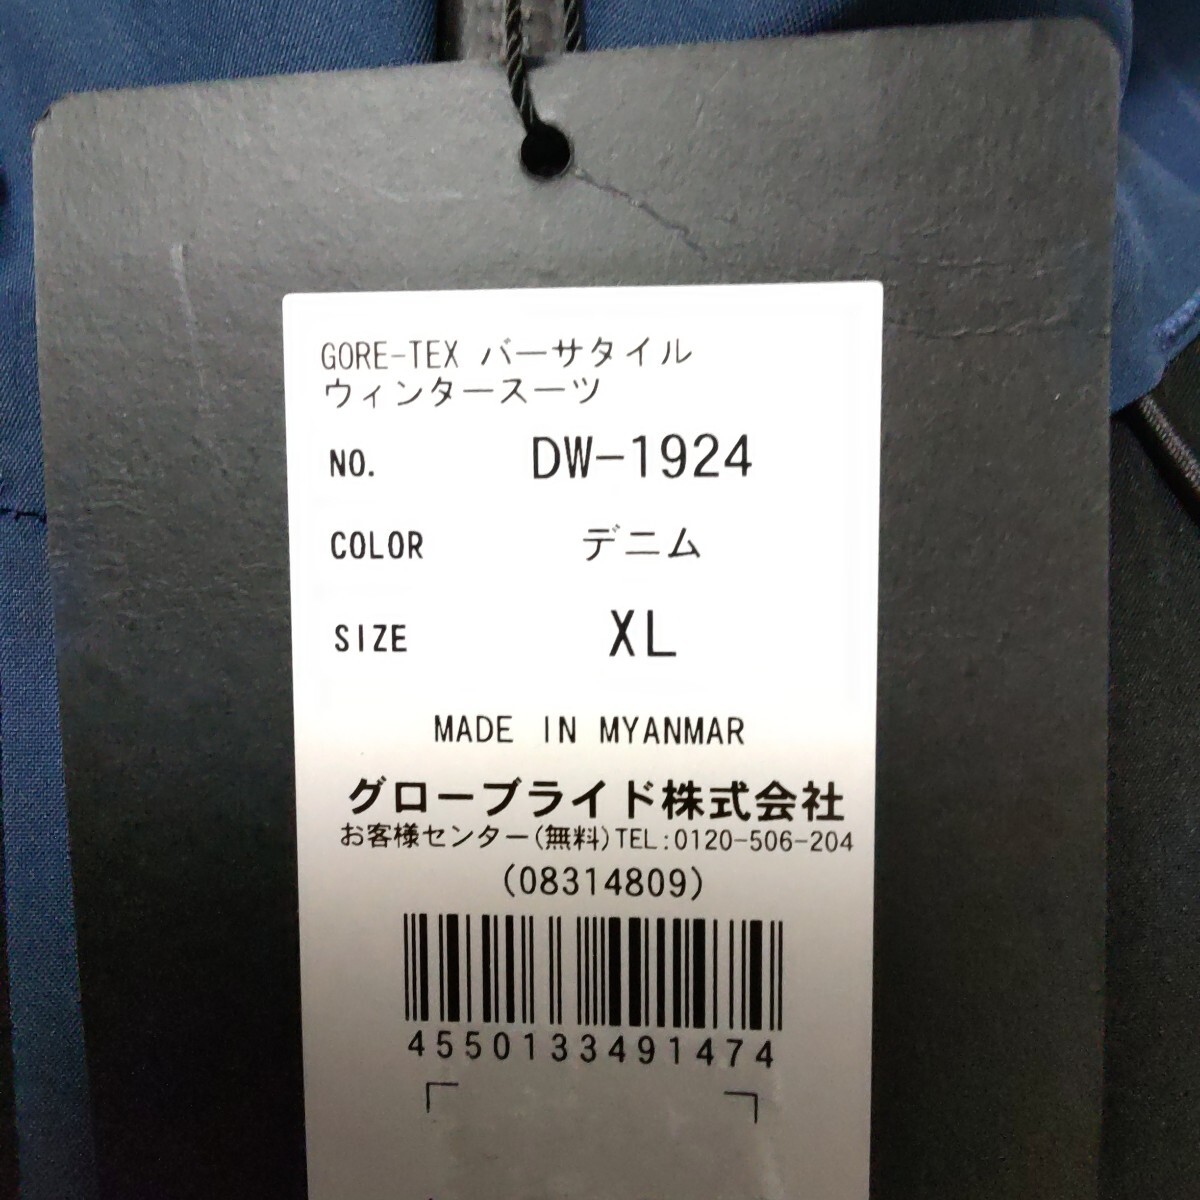 GORE-TEX バーサタイル
ウィンタースーツ
NO. DW-1924
COLOR デニム
SIZE XL
MADE IN MYANMAR
グローブライド株式会社
お客様センター(無料)TEL:0120-506-204
(08314809)
4550133491474